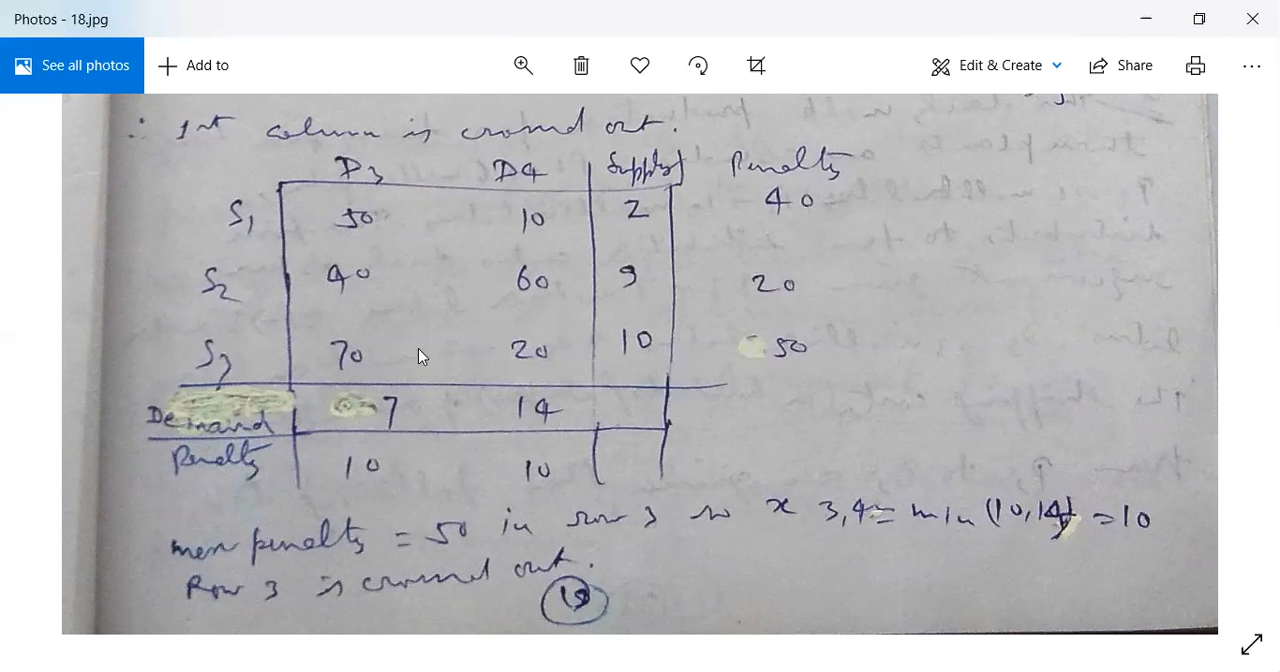 Photos - 18.jpg
See all photos
Add to
Edit & Create
Share
∴ 1st column is crossed out.
D3 D4 Supply Penalty
S1 50 10 2 40
S2 40 60 9 20
S3 70 20 10 50
Demand 7 14
Penalty 10 10
max penalty = 50 in row 3 so x 3,4 = min (10,14) = 10
Row 3 is crossed out.